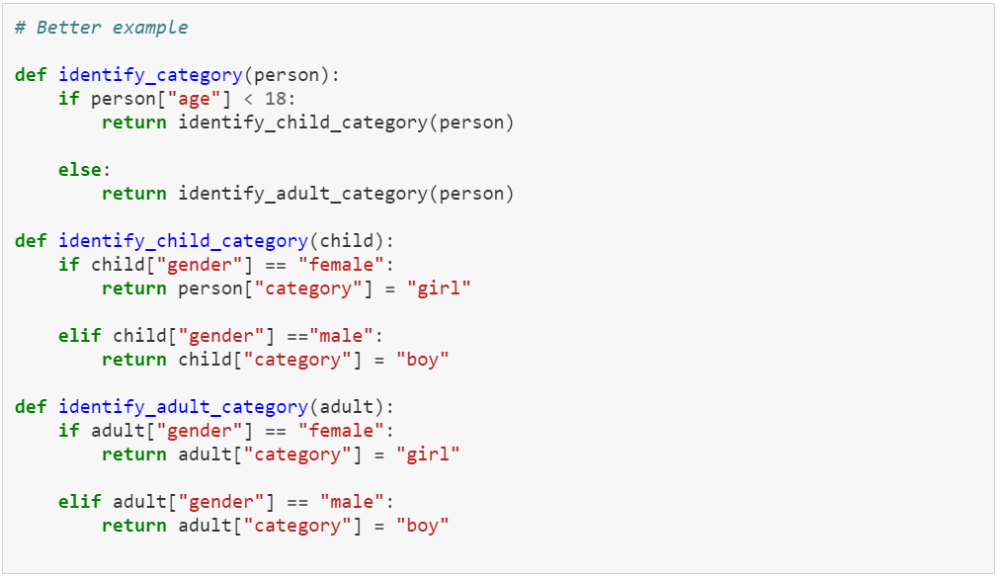 # Better example
def identify_category(person):
    if person["age"] < 18:
        return identify_child_category(person)
    else:
        return identify_adult_category(person)
def identify_child_category(child):
    if child["gender"] == "female":
        return person["category"] = "girl"
    elif child["gender"] =="male":
        return child["category"] = "boy"
def identify_adult_category(adult):
    if adult["gender"] == "female":
        return adult["category"] = "girl"
    elif adult["gender"] == "male":
        return adult["category"] = "boy"